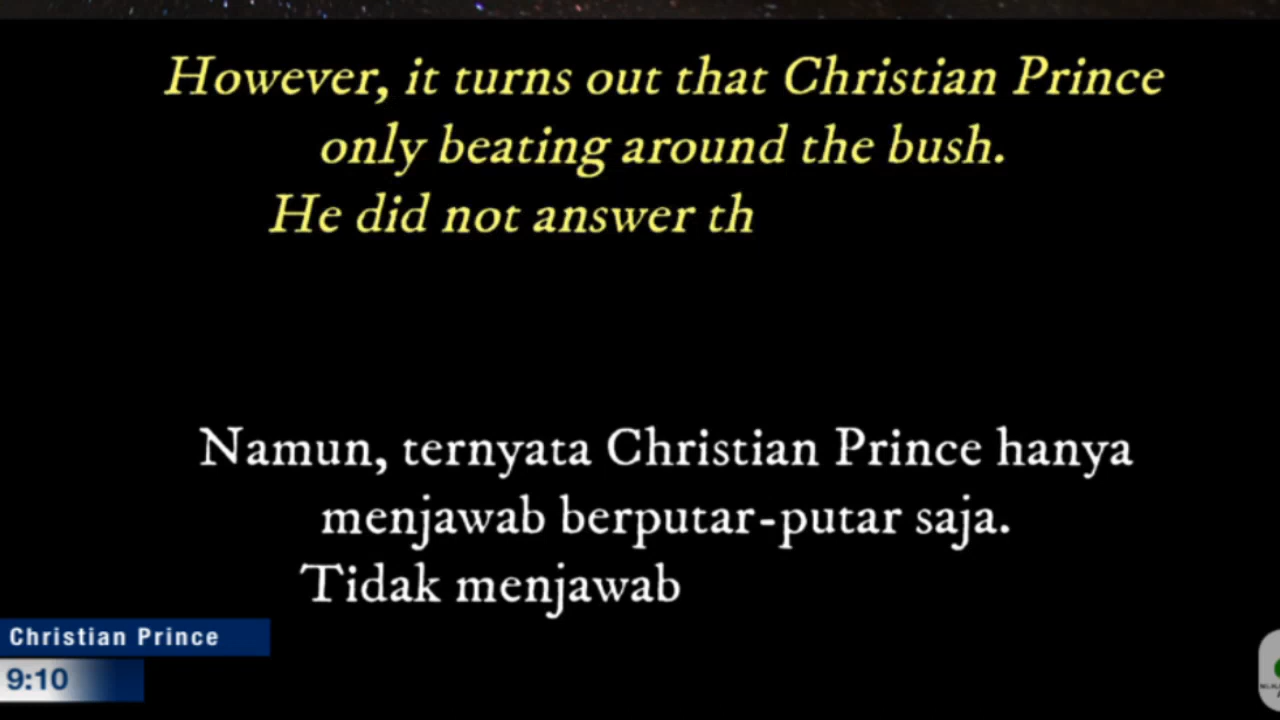 However, it turns out that Christian Prince
only beating around the bush.
He did not answer th
Namun, ternyata Christian Prince hanya
menjawab berputar-putar saja.
Tidak menjawab
Christian Prince
9:10